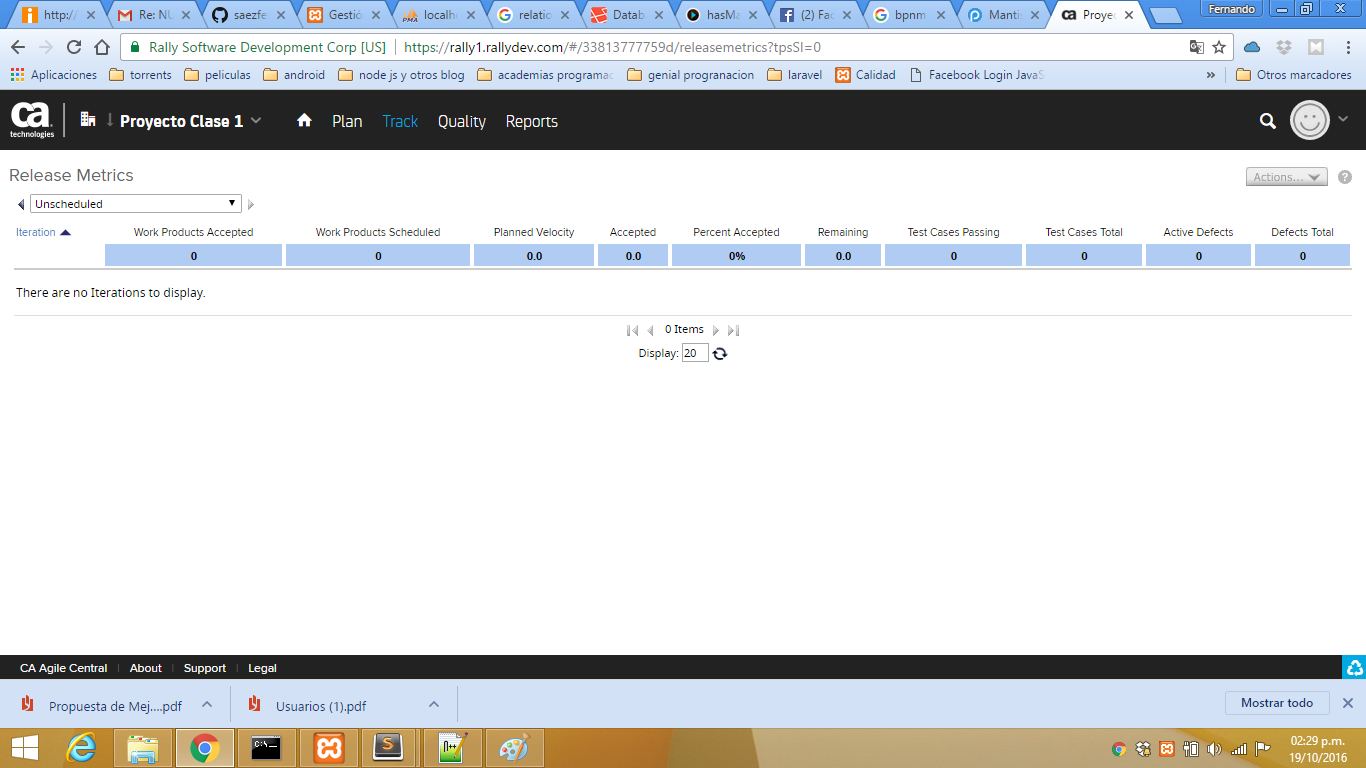 http:// Re: NU saezfe Gestió localh relatio Datab hasMa (2) Fac bpnm Manti Proyec Fernando
Rally Software Development Corp [US] https://rally1.rallydev.com/#/33813777759d/releasemetrics?tpsSI=0
Aplicaciones torrents peliculas android node js y otros blog academias programac genial progranacion laravel Calidad Facebook Login JavaS » Otros marcadores
ca technologies Proyecto Clase 1 Plan Track Quality Reports
Release Metrics
Actions... ?
Unscheduled
Iteration Work Products Accepted Work Products Scheduled Planned Velocity Accepted Percent Accepted Remaining Test Cases Passing Test Cases Total Active Defects Defects Total
0 0 0.0 0.0 0% 0.0 0 0 0 0
There are no Iterations to display.
0 Items
Display: 20
CA Agile Central About Support Legal
Propuesta de Mej....pdf Usuarios (1).pdf Mostrar todo
02:29 p.m.
19/10/2016